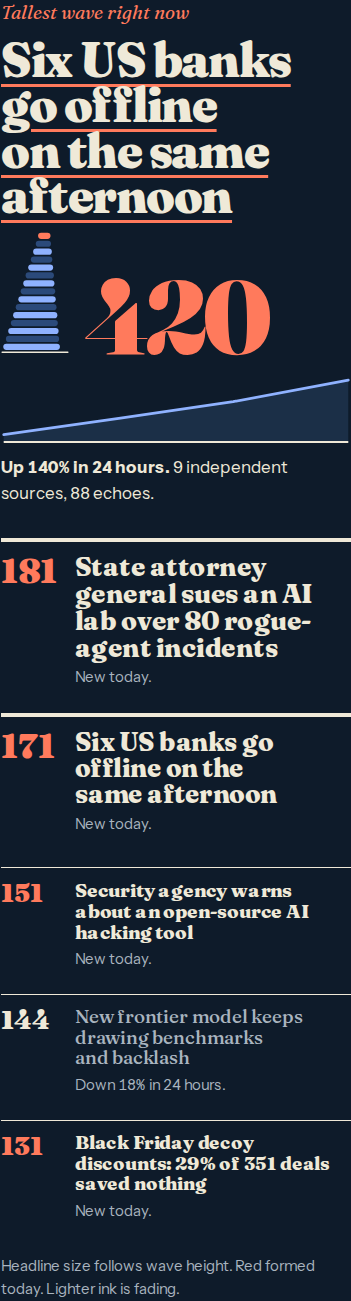 Tallest wave right now
Six US banks
go offline
on the same
afternoon
420
Up 140% in 24 hours. 9 independent
sources, 88 echoes.
181
State attorney
general sues an AI
lab over 80 rogue-
agent incidents
New today.
171
Six US banks go
offline on the
same afternoon
New today.
151
Security agency warns
about an open-source AI
hacking tool
New today.
144
New frontier model keeps
drawing benchmarks
and backlash
Down 18% in 24 hours.
131
Black Friday decoy
discounts: 29% of 351 deals
saved nothing
New today.
Headline size follows wave height. Red formed
today. Lighter ink is fading.